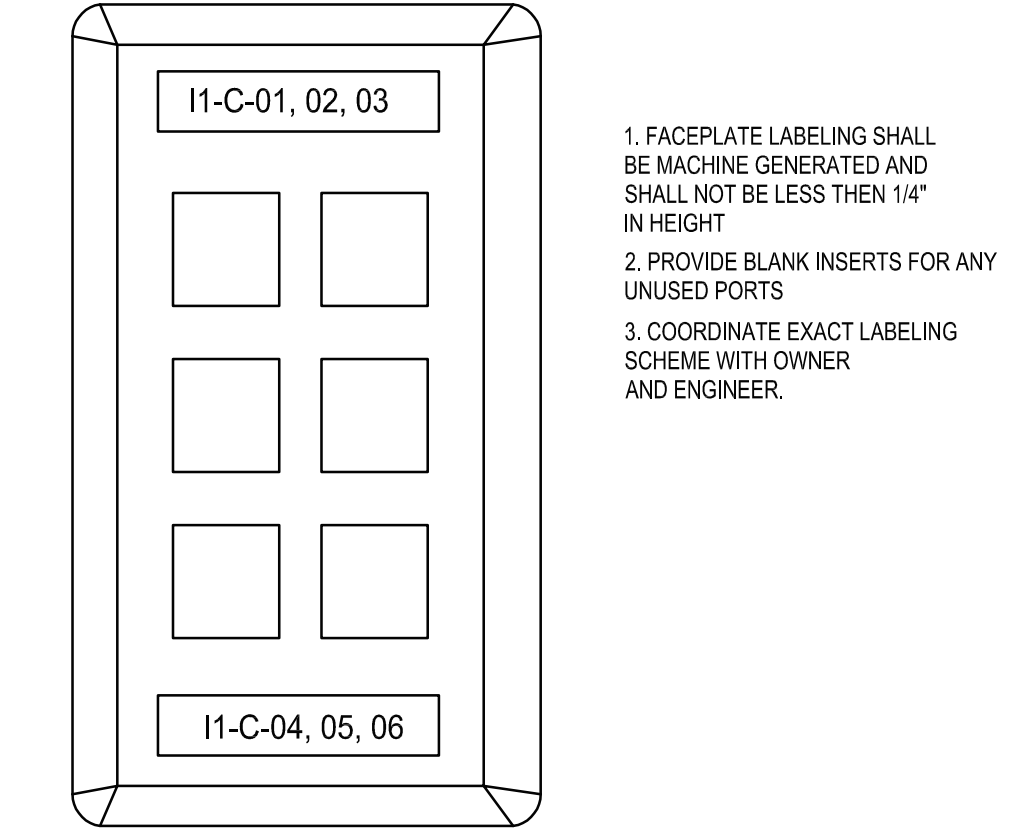 I1-C-01, 02, 03
1. FACEPLATE LABELING SHALL
BE MACHINE GENERATED AND
SHALL NOT BE LESS THEN 1/4"
IN HEIGHT
2. PROVIDE BLANK INSERTS FOR ANY
UNUSED PORTS
3. COORDINATE EXACT LABELING
SCHEME WITH OWNER
AND ENGINEER.
I1-C-04, 05, 06